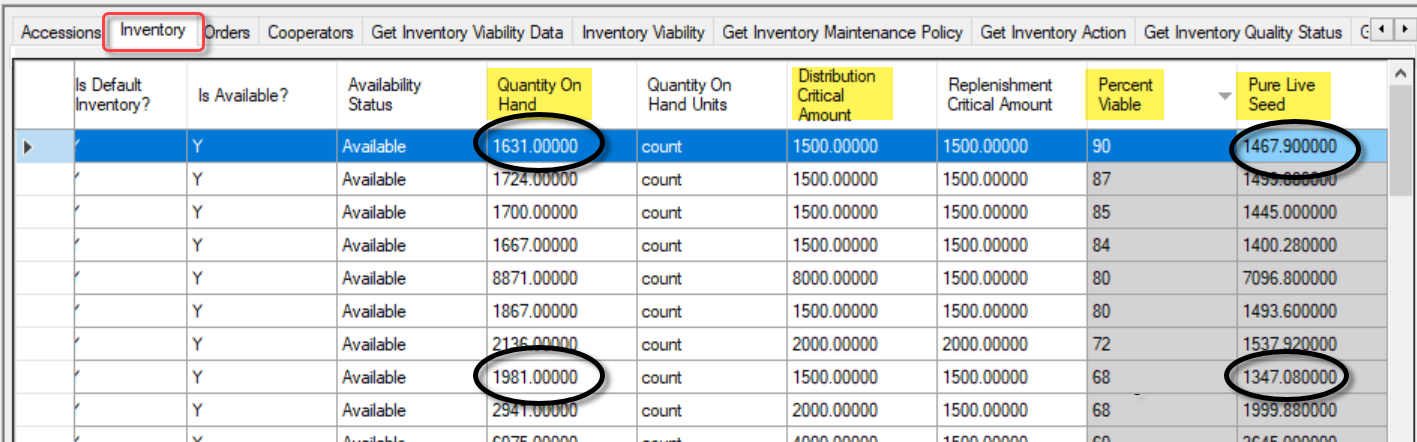 Accessions Inventory Orders Cooperators Get Inventory Viability Data Inventory Viability Get Inventory Maintenance Policy Get Inventory Action Get Inventory Quality Status
Is Default Inventory? Is Available? Availability Status Quantity On Hand Quantity On Hand Units Distribution Critical Amount Replenishment Critical Amount Percent Viable Pure Live Seed
Y Available 1631.00000 count 1500.00000 1500.00000 90 1467.900000
Y Available 1724.00000 count 1500.00000 1500.00000 87 1499.880000
Y Available 1700.00000 count 1500.00000 1500.00000 85 1445.000000
Y Available 1667.00000 count 1500.00000 1500.00000 84 1400.280000
Y Available 8871.00000 count 8000.00000 1500.00000 80 7096.800000
Y Available 1867.00000 count 1500.00000 1500.00000 80 1493.600000
Y Available 2136.00000 count 2000.00000 2000.00000 72 1537.920000
Y Available 1981.00000 count 1500.00000 1500.00000 68 1347.080000
Y Available 2941.00000 count 2000.00000 1500.00000 68 1999.880000